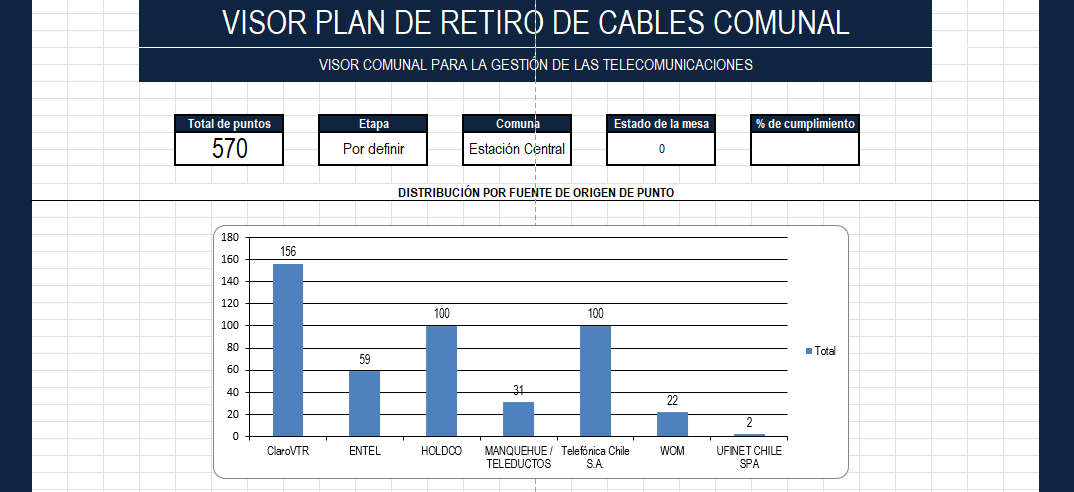 VISOR PLAN DE RETIRO DE CABLES COMUNAL
VISOR COMUNAL PARA LA GESTIÓN DE LAS TELECOMUNICACIONES
Total de puntos
570
Etapa
Por definir
Comuna
Estación Central
Estado de la mesa
0
% de cumplimiento
DISTRIBUCIÓN POR FUENTE DE ORIGEN DE PUNTO
180
160
140
120
100
80
60
40
20
0
156
59
100
31
100
22
2
ClaroVTR
ENTEL
HOLDCO
MANQUEHUE /
TELEDUCTOS
Telefónica Chile
S.A.
WOM
UFINET CHILE
SPA
Total